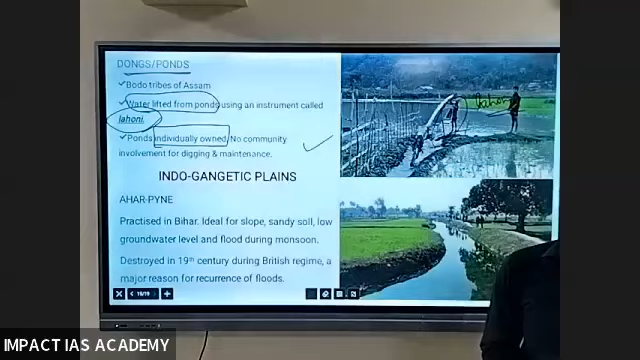 DONGS/PONDS
✓Bodo tribes of Assam
✓Water lifted from ponds using an instrument called
lahoni.
✓Ponds individually owned. No community
involvement for digging & maintenance.
lahoni
INDO-GANGETIC PLAINS
AHAR-PYNE
Practised in Bihar. Ideal for slope, sandy soil, low
groundwater level and flood during monsoon.
Destroyed in 19th century during British regime, a
major reason for recurrence of floods.
19/19
IMPACT IAS ACADEMY